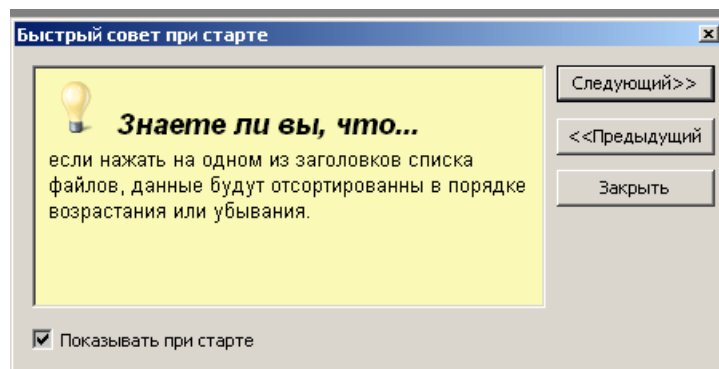 Быстрый совет при старте
Знаете ли вы, что...
если нажать на одном из заголовков списка
файлов, данные будут отсортированны в порядке
возрастания или убывания.
Следующий>>
<<Предыдущий
Закрыть
Показывать при старте